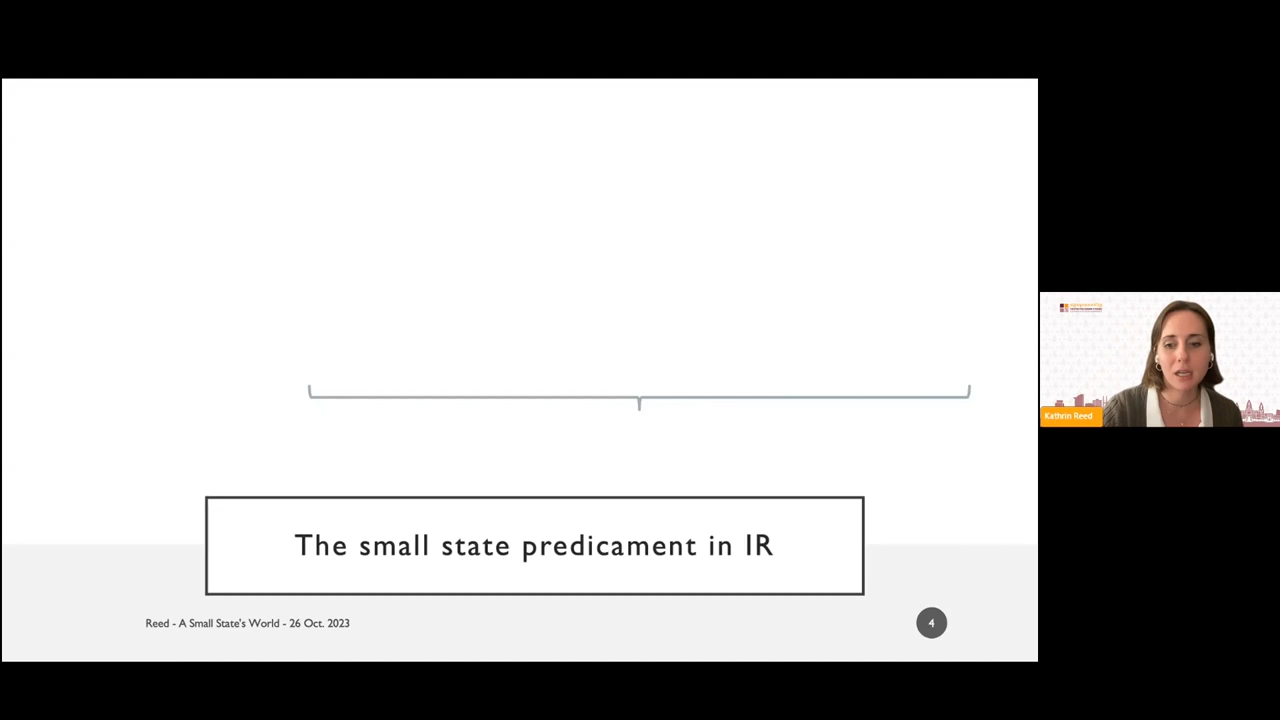 The small state predicament in IR
Reed - A Small State's World - 26 Oct. 2023
4
Kathrin Reed